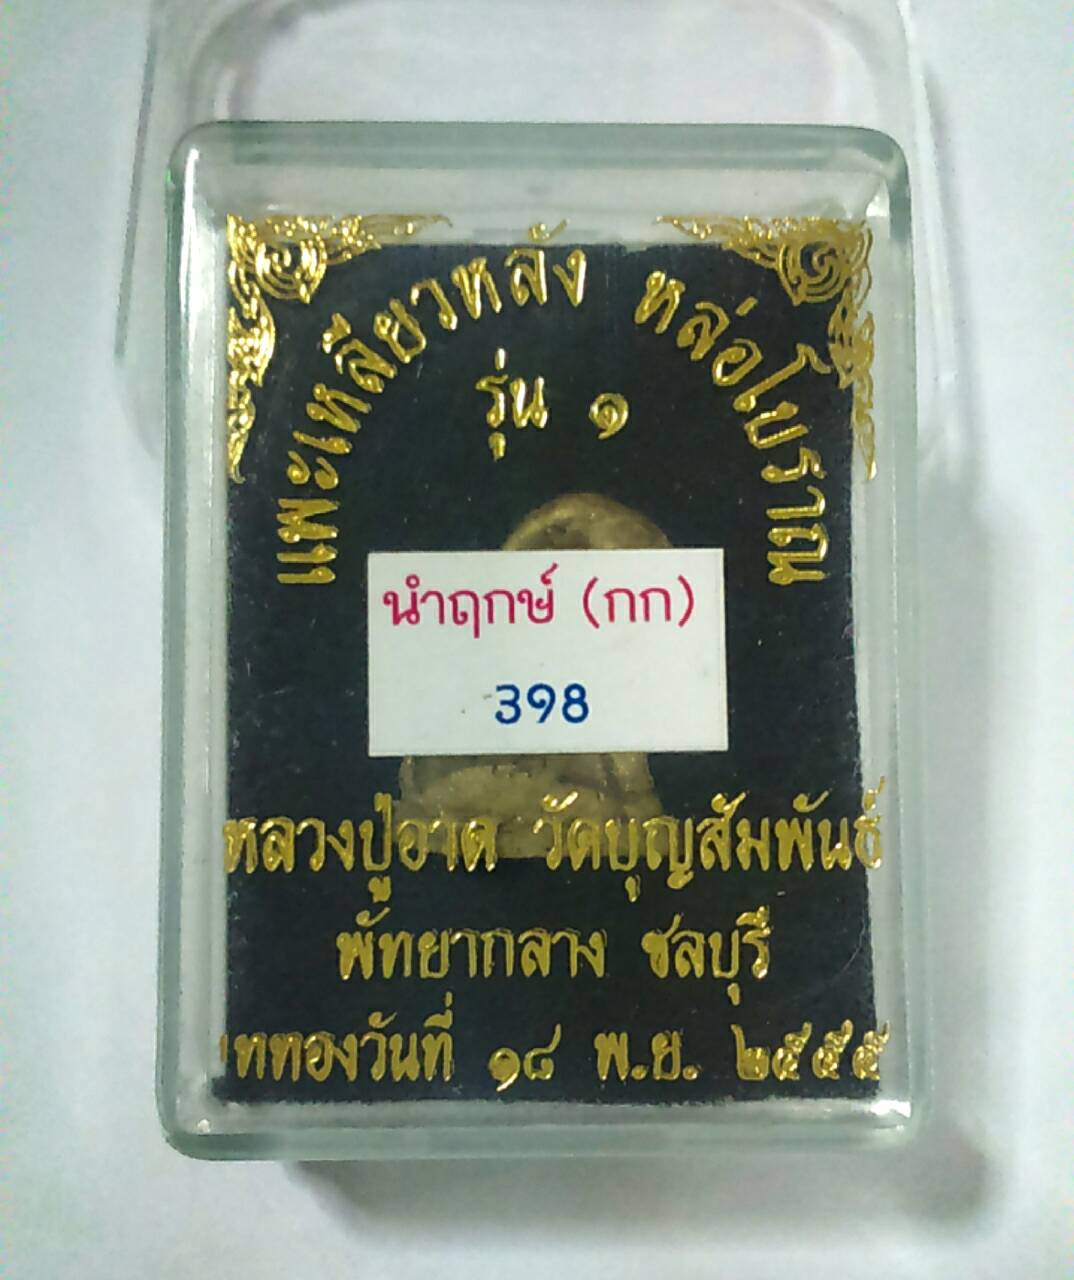 แพะเหลียวหลัง หล่อโบราณ
รุ่น ๑
นำฤกษ์ (กก)
398
หลวงปู่อาด วัดบุญสัมพันธ์
พัทยากลาง ชลบุรี
เททองวันที่ ๑๘ พ.ย. ๒๕๕๕